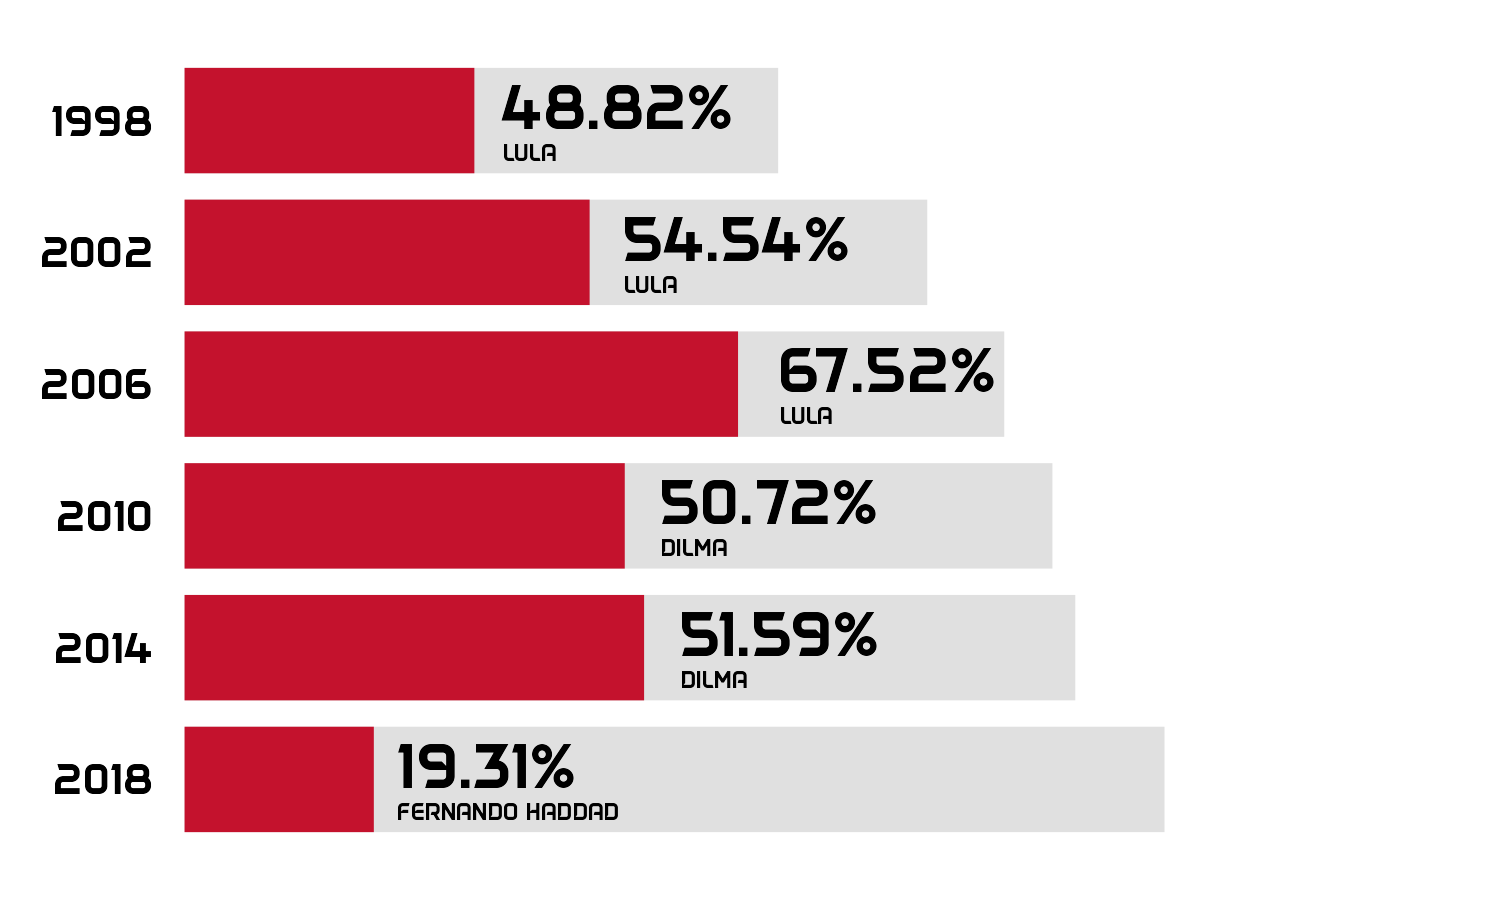 1998
48.82%
LULA
2002
54.54%
LULA
2006
67.52%
LULA
2010
50.72%
DILMA
2014
51.59%
DILMA
2018
19.31%
FERNANDO HADDAD